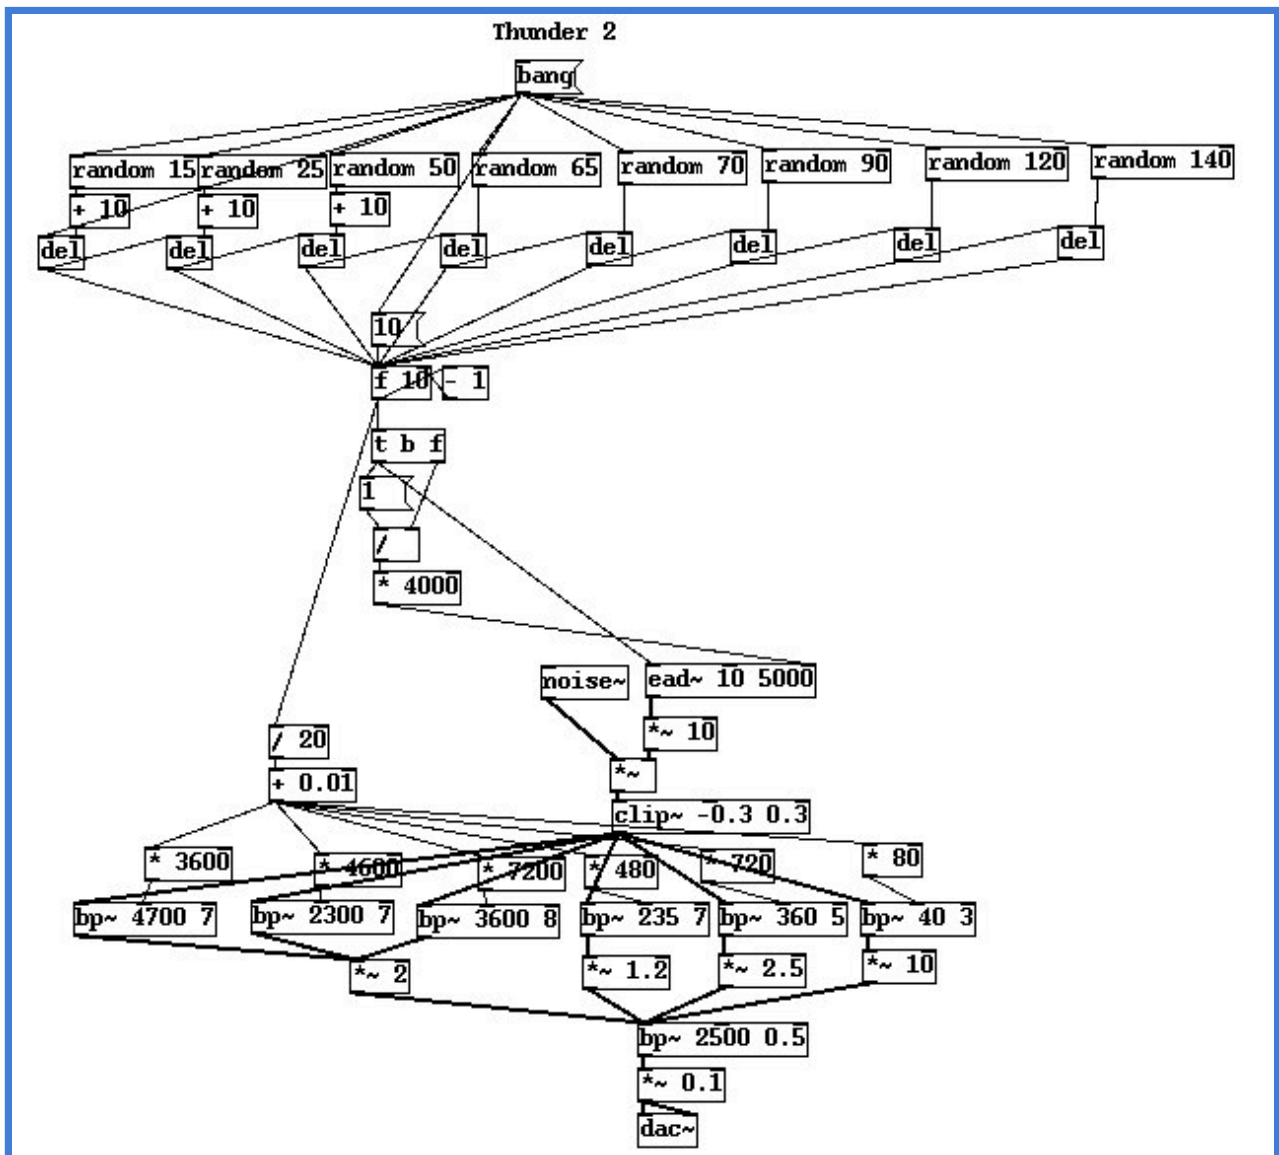 Thunder 2
bang
random 15 random 25 random 50 random 65 random 70 random 90 random 120 random 140
+ 10 + 10 + 10
del del del del del del del del
10
f 10 - 1
t b f
1
/
* 4000
noise~ ead~ 10 5000
*~ 10
/ 20
*~
+ 0.01
clip~ -0.3 0.3
* 3600 * 4600 * 7200 * 480 * 720 * 80
bp~ 4700 7 bp~ 2300 7 bp~ 3600 8 bp~ 235 7 bp~ 360 5 bp~ 40 3
*~ 2 *~ 1.2 *~ 2.5 *~ 10
bp~ 2500 0.5
*~ 0.1
dac~